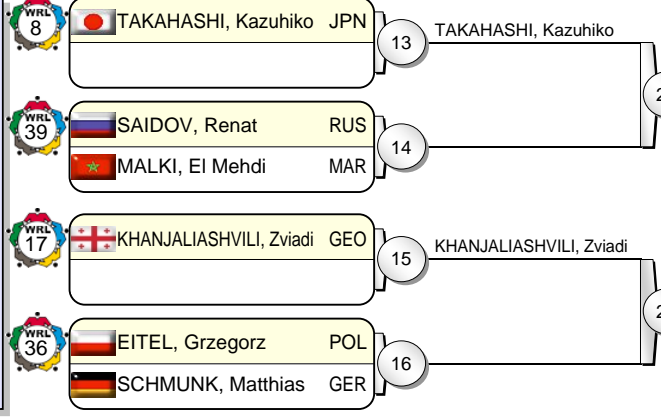 WRL
8
TAKAHASHI, Kazuhiko JPN
13
TAKAHASHI, Kazuhiko
WRL
39
SAIDOV, Renat RUS
MALKI, El Mehdi MAR
14
WRL
17
KHANJALIASHVILI, Zviadi GEO
15
KHANJALIASHVILI, Zviadi
WRL
36
EITEL, Grzegorz POL
SCHMUNK, Matthias GER
16